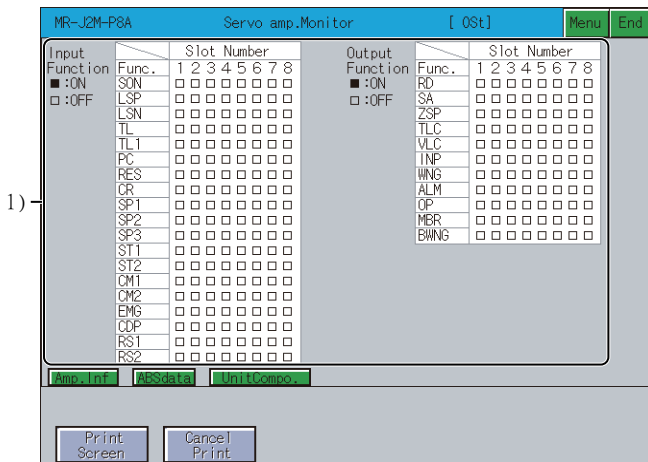 MR-J2M-P8A Servo amp.Monitor [ 0St] Menu End
Input Function
■:ON
□:OFF
Slot Number
Func. 1 2 3 4 5 6 7 8
SON □ □ □ □ □ □ □ □
LSP □ □ □ □ □ □ □ □
LSN □ □ □ □ □ □ □ □
TL □ □ □ □ □ □ □ □
TL1 □ □ □ □ □ □ □ □
PC □ □ □ □ □ □ □ □
RES □ □ □ □ □ □ □ □
CR □ □ □ □ □ □ □ □
SP1 □ □ □ □ □ □ □ □
SP2 □ □ □ □ □ □ □ □
SP3 □ □ □ □ □ □ □ □
ST1 □ □ □ □ □ □ □ □
ST2 □ □ □ □ □ □ □ □
CM1 □ □ □ □ □ □ □ □
CM2 □ □ □ □ □ □ □ □
EMG □ □ □ □ □ □ □ □
CDP □ □ □ □ □ □ □ □
RS1 □ □ □ □ □ □ □ □
RS2 □ □ □ □ □ □ □ □
Output Function
■:ON
□:OFF
Slot Number
Func. 1 2 3 4 5 6 7 8
RD □ □ □ □ □ □ □ □
SA □ □ □ □ □ □ □ □
ZSP □ □ □ □ □ □ □ □
TLC □ □ □ □ □ □ □ □
VLC □ □ □ □ □ □ □ □
INP □ □ □ □ □ □ □ □
WNG □ □ □ □ □ □ □ □
ALM □ □ □ □ □ □ □ □
OP □ □ □ □ □ □ □ □
MBR □ □ □ □ □ □ □ □
BWNG □ □ □ □ □ □ □ □
1)
Amp.Inf ABSdata UnitCompo.
Print Screen
Cancel Print